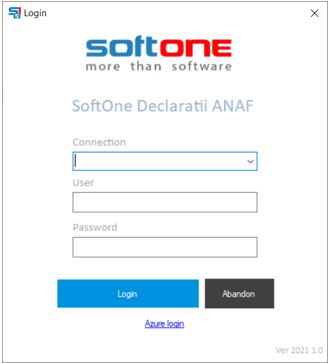 Login
softone
more than software
SoftOne Declaratii ANAF
Connection
User
Password
Login Abandon
Azure login
Ver 2021 1.0